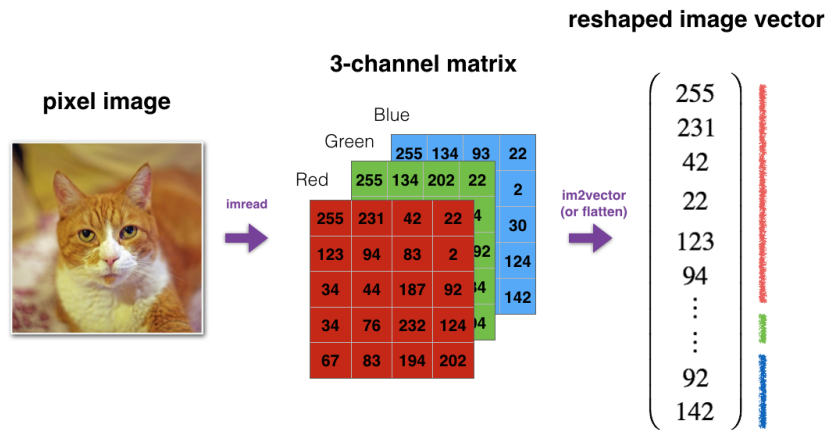 reshaped image vector
3-channel matrix
pixel image
Blue
Green
Red
255 134 93 22
255 134 202 22
2
255 231 42 22
30
123 94 83 2
124
34 44 187 92
142
34 76 232 124
67 83 194 202
imread
im2vector
(or flatten)
255
231
42
22
123
94
⋮
⋮
92
142